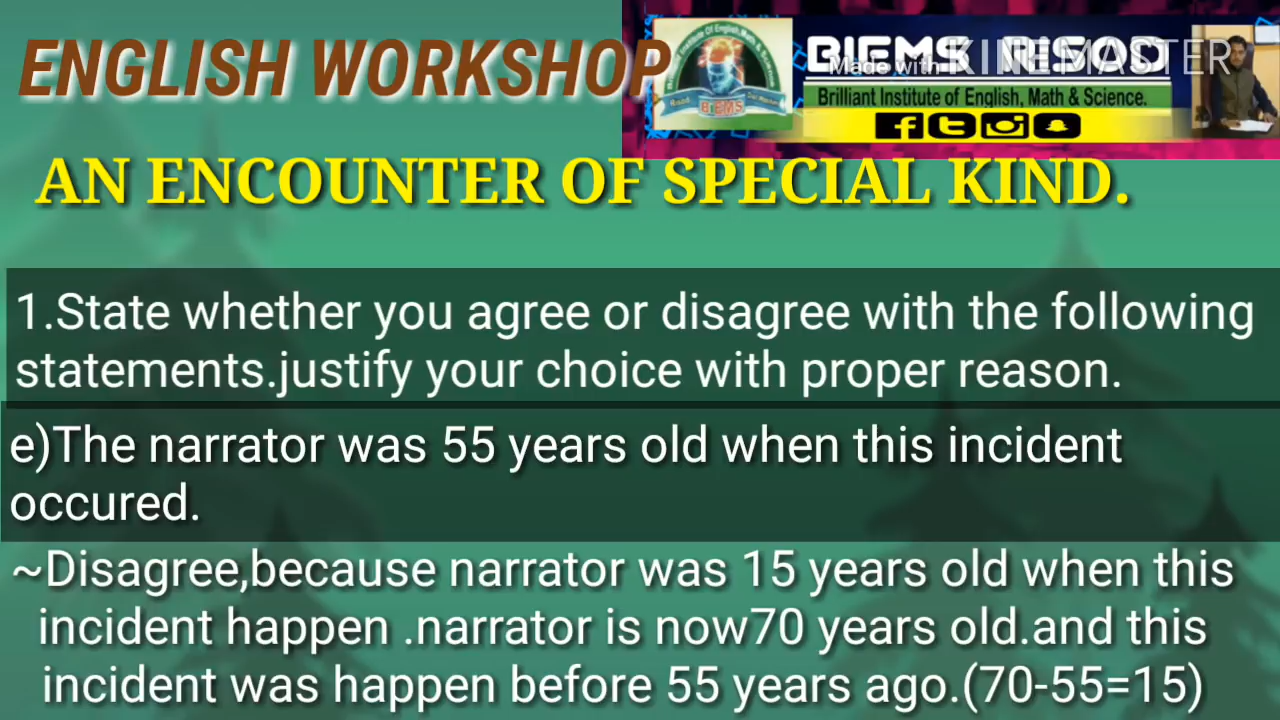 ENGLISH WORKSHOP
BIEMS NESOD
Made with KINEMASTER
Brilliant Institute of English, Math & Science.
BIEMS
AN ENCOUNTER OF SPECIAL KIND.
1.State whether you agree or disagree with the following
statements.justify your choice with proper reason.
e)The narrator was 55 years old when this incident
occured.
~Disagree,because narrator was 15 years old when this
incident happen .narrator is now70 years old.and this
incident was happen before 55 years ago.(70-55=15)